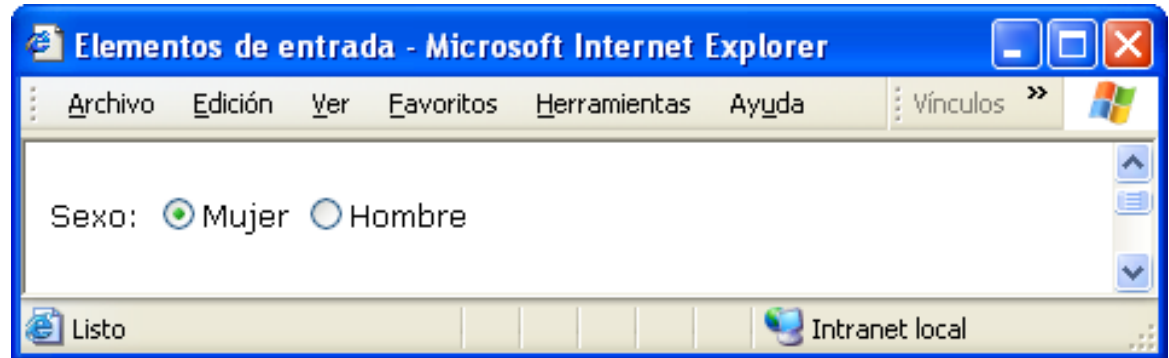 Elementos de entrada - Microsoft Internet Explorer
Archivo Edición Ver Favoritos Herramientas Ayuda Vínculos »
Sexo: Mujer Hombre
Listo Intranet local